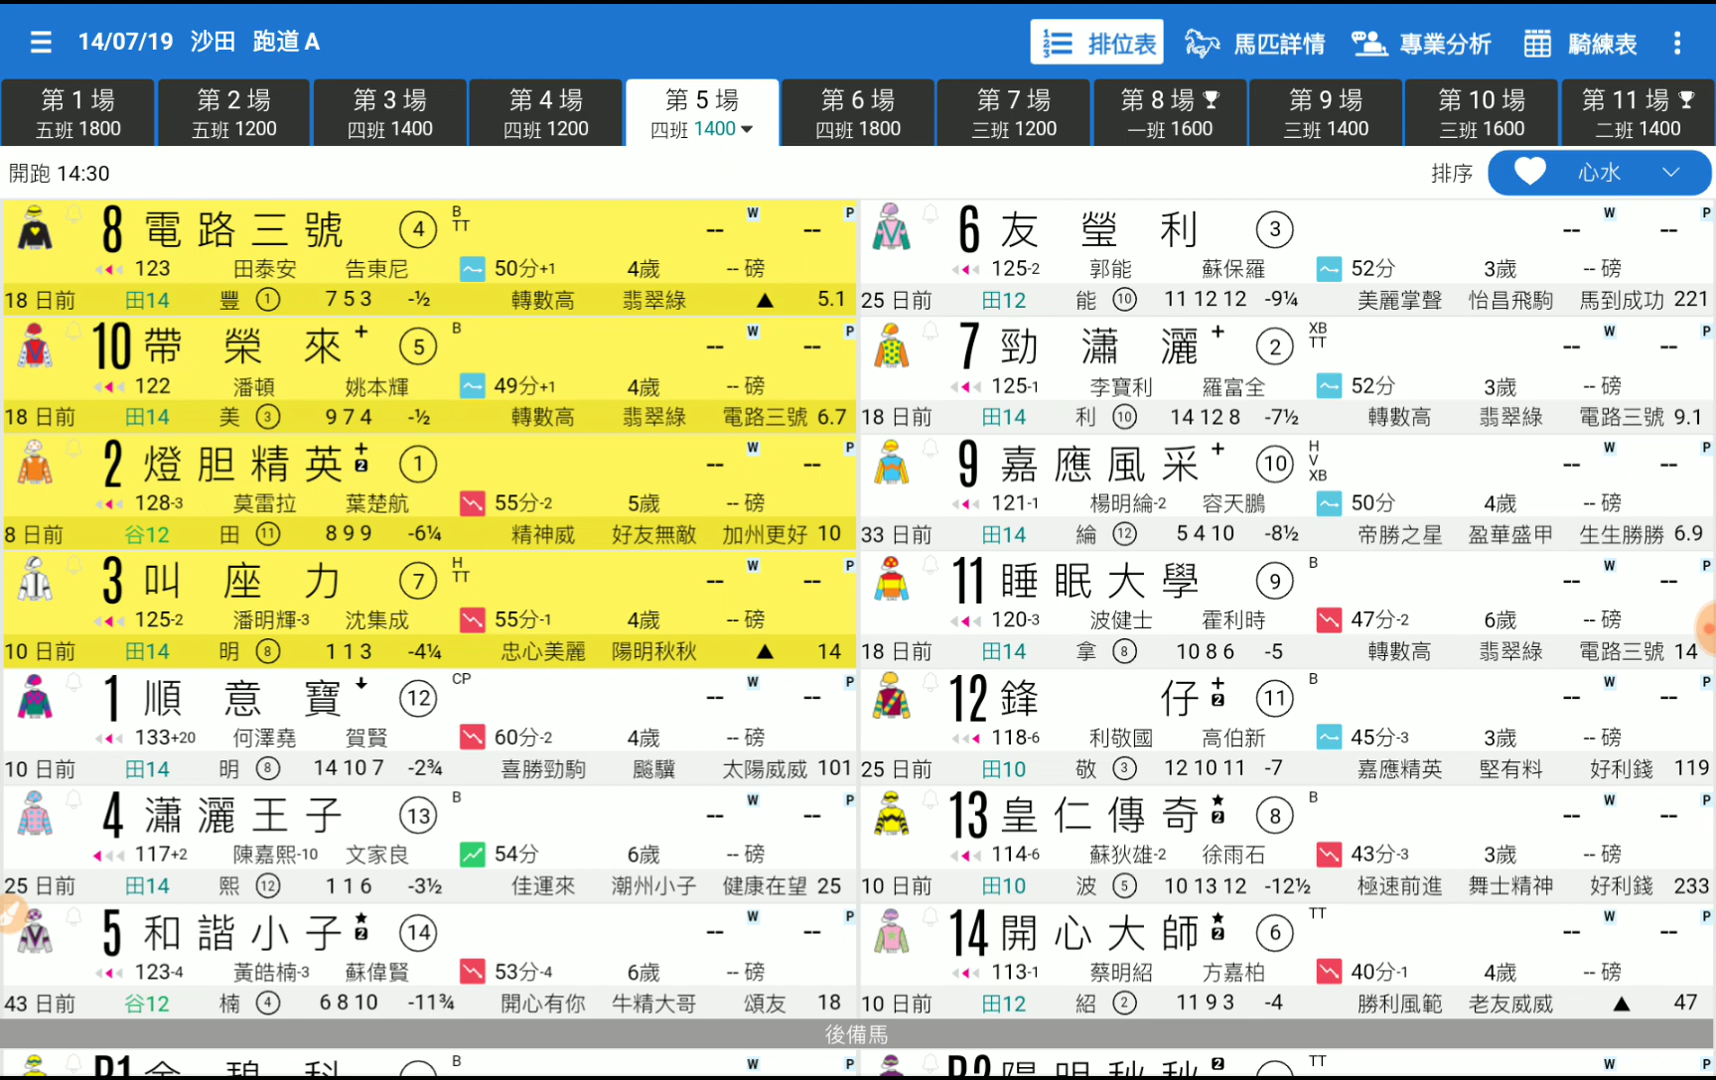 14/07/19 沙田 跑道 A
排位表 馬匹詳情 專業分析 騎練表
第 1 場 第 2 場 第 3 場 第 4 場 第 5 場 第 6 場 第 7 場 第 8 場 第 9 場 第 10 場 第 11 場
五班 1800 五班 1200 四班 1400 四班 1200 四班 1400 四班 1800 三班 1200 一班 1600 三班 1400 三班 1600 二班 1400
開跑 14:30
排序 心水
8 電路三號 4 B TT -- W -- P
123 田泰安 告東尼 50分+1 4歲 -- 磅
18 日前 田14 豐 1 7 5 3 -½ 轉數高 翡翠綠 ▲ 5.1
10 帶榮來+ 5 B -- W -- P
122 潘頓 姚本輝 49分+1 4歲 -- 磅
18 日前 田14 美 3 9 7 4 -½ 轉數高 翡翠綠 電路三號 6.7
2 燈胆精英+2 1 -- W -- P
128-3 莫雷拉 葉楚航 55分-2 5歲 -- 磅
8 日前 谷12 田 11 8 9 9 -6¼ 精神威 好友無敵 加州更好 10
3 叫座力 7 H TT -- W -- P
125-2 潘明輝-3 沈集成 55分-1 4歲 -- 磅
10 日前 田14 明 8 1 1 3 -4¼ 忠心美麗 陽明秋秋 ▲ 14
1 順意寶 12 CP -- W -- P
133+20 何澤堯 賀賢 60分-2 4歲 -- 磅
10 日前 田14 明 8 14 10 7 -2¾ 喜勝勁駒 飈驥 太陽威威 101
4 瀟灑王子 13 B -- W -- P
117+2 陳嘉熙-10 文家良 54分 6歲 -- 磅
25 日前 田14 熙 12 1 1 6 -3½ 佳運來 潮州小子 健康在望 25
5 和諧小子★2 14 -- W -- P
123-4 黃皓楠-3 蘇偉賢 53分-4 6歲 -- 磅
43 日前 谷12 楠 4 6 8 10 -11¾ 開心有你 牛精大哥 頌友 18
6 友瑩利 3 -- W -- P
125-2 郭能 蘇保羅 52分 3歲 -- 磅
25 日前 田12 能 10 11 12 12 -9¼ 美麗掌聲 怡昌飛駒 馬到成功 221
7 勁瀟灑+ 2 XB TT -- W -- P
125-1 李寶利 羅富全 52分 3歲 -- 磅
18 日前 田14 利 10 14 12 8 -7½ 轉數高 翡翠綠 電路三號 9.1
9 嘉應風采+ 10 H V XB -- W -- P
121-1 楊明綸-2 容天鵬 50分 4歲 -- 磅
33 日前 田14 綸 12 5 4 10 -8½ 帝勝之星 盈華盛甲 生生勝勝 6.9
11 睡眠大學 9 B -- W -- P
120-3 波健士 霍利時 47分-2 6歲 -- 磅
18 日前 田14 拿 8 10 8 6 -5 轉數高 翡翠綠 電路三號 14
12 鋒仔+2 11 B -- W -- P
118-6 利敬國 高伯新 45分-3 3歲 -- 磅
25 日前 田10 敬 3 12 10 11 -7 嘉應精英 堅有料 好利錢 119
13 皇仁傳奇★2 8 B -- W -- P
114-6 蘇狄雄-2 徐雨石 43分-3 3歲 -- 磅
10 日前 田10 波 5 10 13 12 -12½ 極速前進 舞士精神 好利錢 233
14 開心大師★2 6 TT -- W -- P
113-1 蔡明紹 方嘉柏 40分-1 4歲 -- 磅
10 日前 田12 紹 2 11 9 3 -4 勝利風範 老友威威 ▲ 47
後備馬
R1 金碧科 B W P
R2 陽明秋秋 2 TT W P